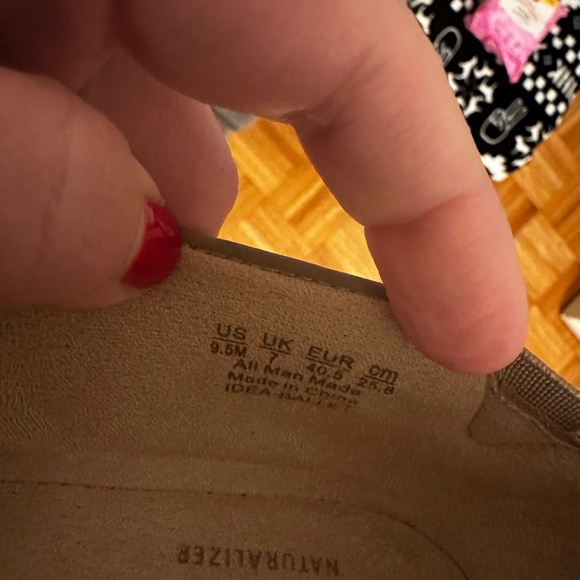 US UK EUR cm
9.5M 7 40.5 25.8
All Man Made
Made in China
IDEA-BALLET
NATURALIZER